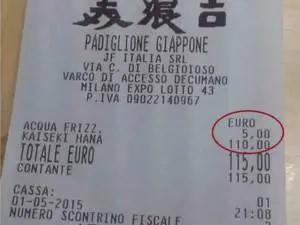 PADIGLIONE GIAPPONE
JF ITALIA SRL
VIA C. DI BELGIOIOSO
VARCO DI ACCESSO DECUMANO
MILANO EXPO LOTTO 43
P.IVA 09022140967
EURO
ACQUA FRIZZ. 5,00
KAISEKI HANA 110,00
TOTALE EURO 115,00
CONTANTE 115,00
CASSA: 01
01-05-2015 21:08
NUMERO SCONTRINO FISCALE